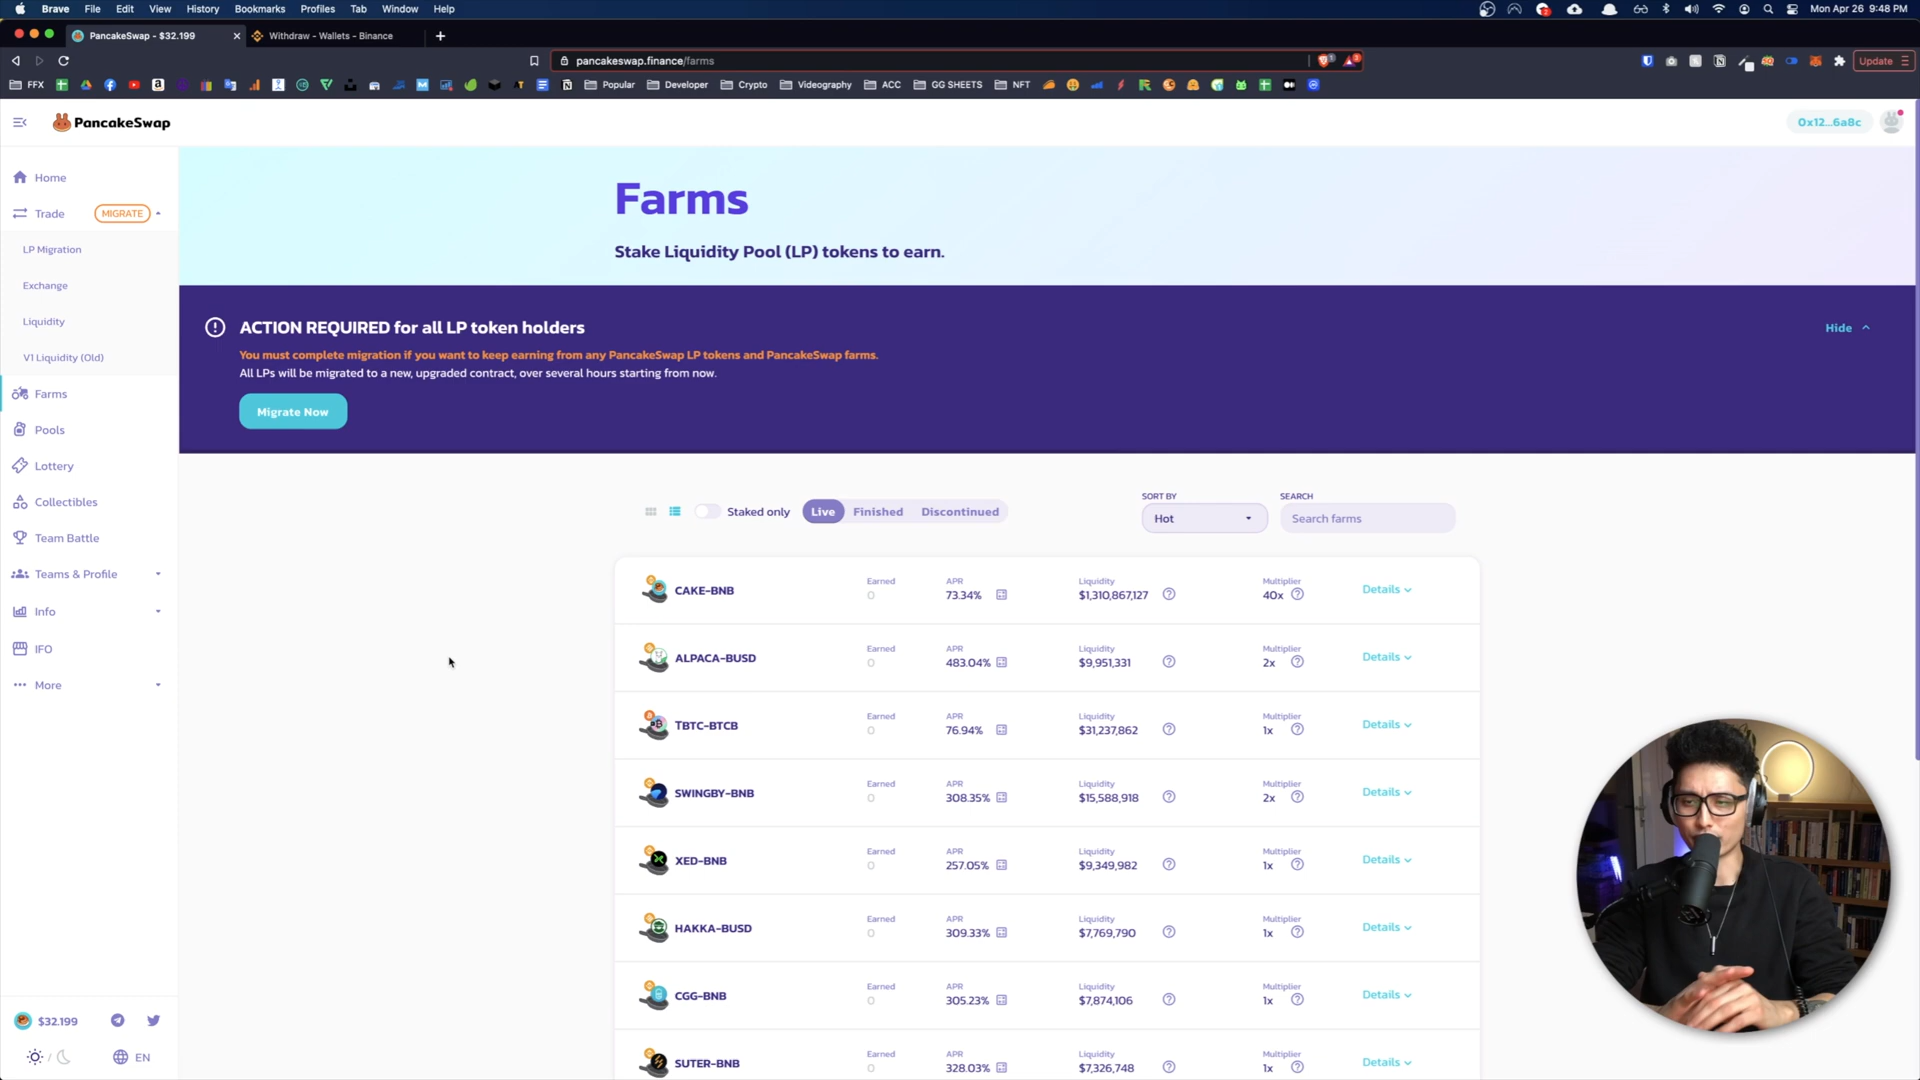 Brave File Edit View History Bookmarks Profiles Tab Window Help
Mon Apr 26 9:48 PM
PancakeSwap - $32.199
Withdraw - Wallets - Binance
pancakeswap.finance/farms
Update
FFX
Popular
Developer
Crypto
Videography
ACC
GG SHEETS
NFT
PancakeSwap
0x12...6a8c
Home
Trade MIGRATE
LP Migration
Exchange
Liquidity
V1 Liquidity (Old)
Farms
Pools
Lottery
Collectibles
Team Battle
Teams & Profile
Info
IFO
More
$32.199
EN
Farms
Stake Liquidity Pool (LP) tokens to earn.
ACTION REQUIRED for all LP token holders
Hide
You must complete migration if you want to keep earning from any PancakeSwap LP tokens and PancakeSwap farms.
All LPs will be migrated to a new, upgraded contract, over several hours starting from now.
Migrate Now
Staked only
Live Finished Discontinued
SORT BY
Hot
SEARCH
Search farms
Earned APR Liquidity Multiplier
CAKE-BNB 0 73.34% $1,310,867,127 40x Details
Earned APR Liquidity Multiplier
ALPACA-BUSD 0 483.04% $9,951,331 2x Details
Earned APR Liquidity Multiplier
TBTC-BTCB 0 76.94% $31,237,862 1x Details
Earned APR Liquidity Multiplier
SWINGBY-BNB 0 308.35% $15,588,918 2x Details
Earned APR Liquidity Multiplier
XED-BNB 0 257.05% $9,349,982 1x Details
Earned APR Liquidity Multiplier
HAKKA-BUSD 0 309.33% $7,769,790 1x Details
Earned APR Liquidity Multiplier
CGG-BNB 0 305.23% $7,874,106 1x Details
Earned APR Liquidity Multiplier
SUTER-BNB 0 328.03% $7,326,748 1x Details